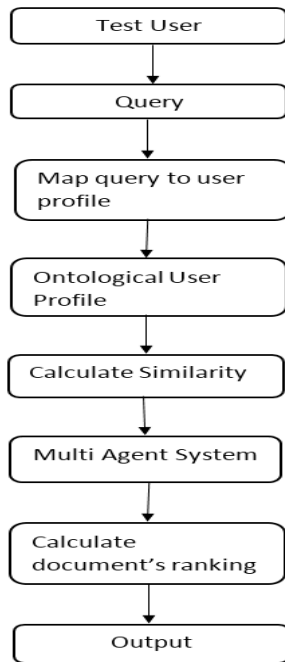 Test User
Query
Map query to user
profile
Ontological User
Profile
Calculate Similarity
Multi Agent System
Calculate
document's ranking
Output